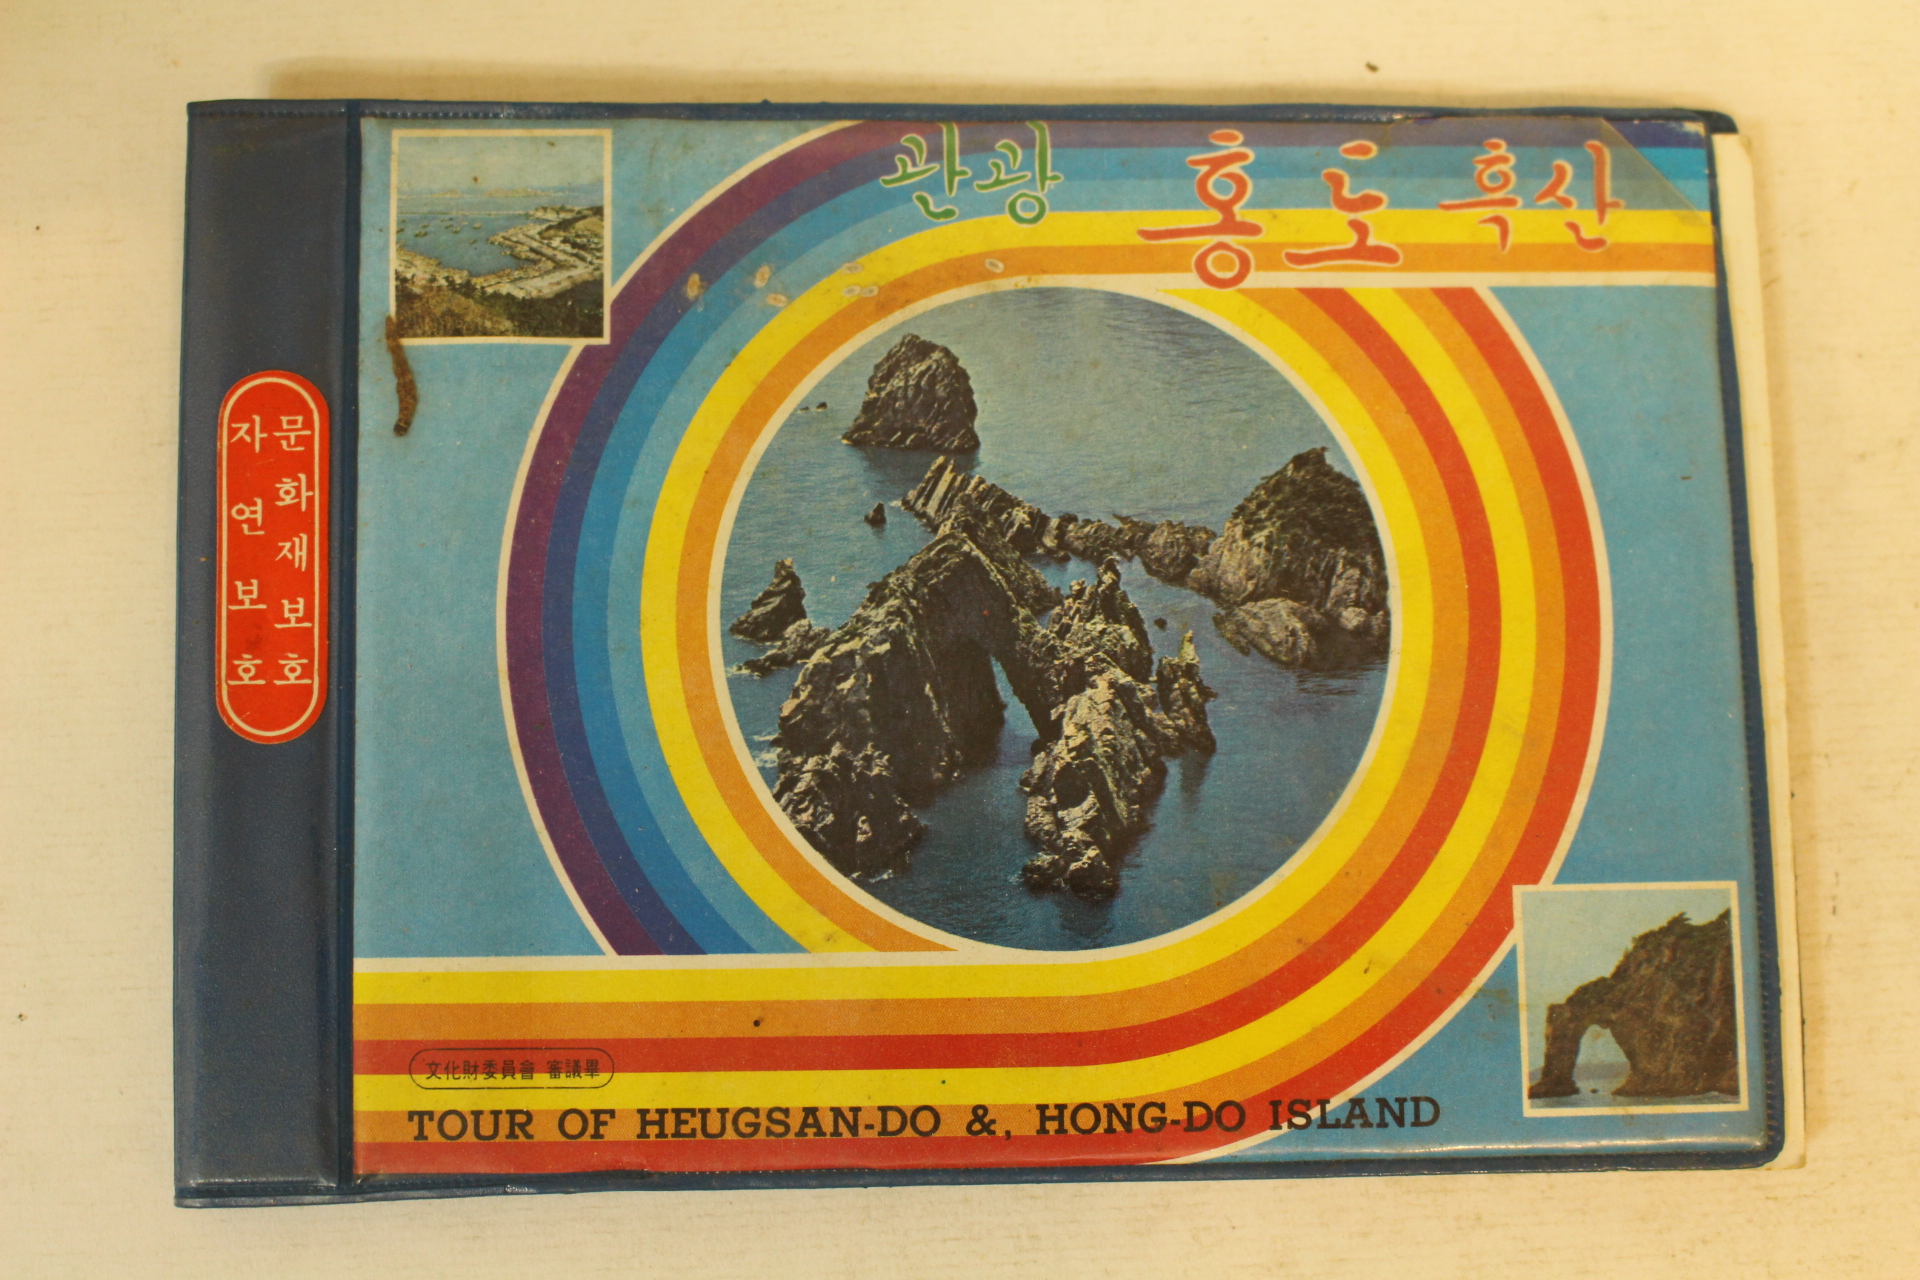 관광 홍도 흑산
문화재보호
자연보호
文化財委員會 審議畢
TOUR OF HEUGSAN-DO &, HONG-DO ISLAND